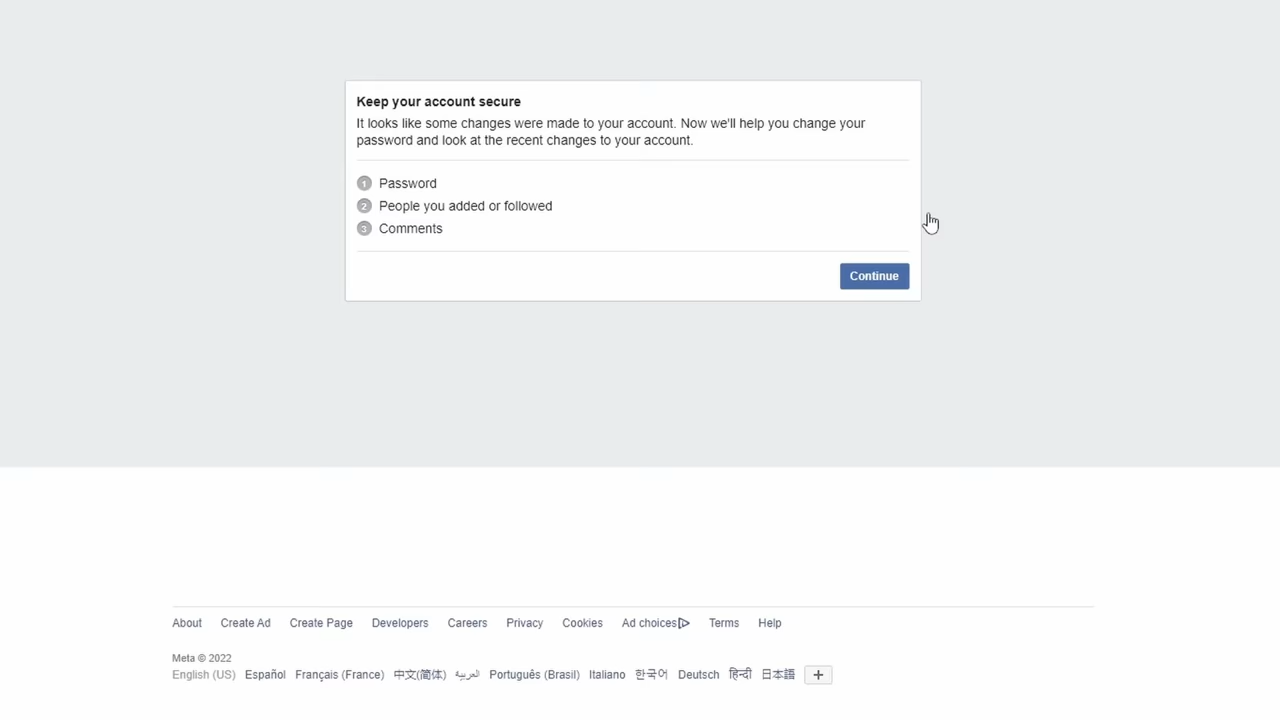 Keep your account secure
It looks like some changes were made to your account. Now we'll help you change your
password and look at the recent changes to your account.
1 Password
2 People you added or followed
3 Comments
Continue
About Create Ad Create Page Developers Careers Privacy Cookies Ad choices Terms Help
Meta © 2022
English (US) Español Français (France) 中文(简体) العربية Português (Brasil) Italiano 한국어 Deutsch हिन्दी 日本語 +